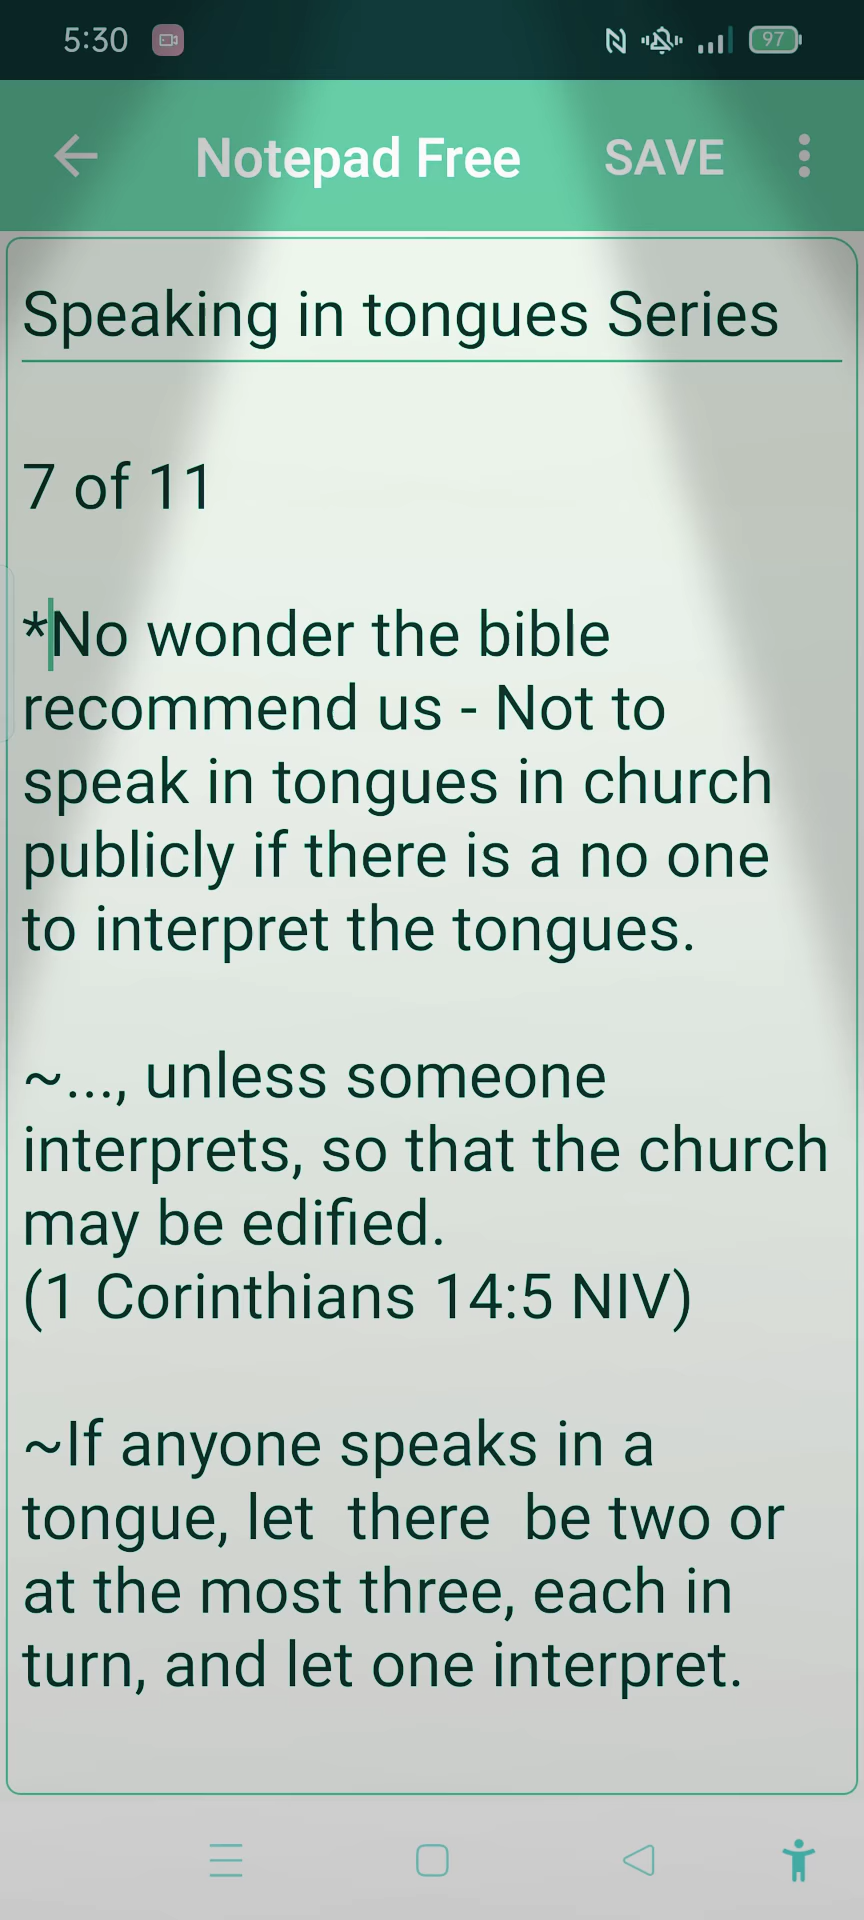 5:30
97
Notepad Free SAVE
Speaking in tongues Series
7 of 11
*No wonder the bible
recommend us - Not to
speak in tongues in church
publicly if there is a no one
to interpret the tongues.
~..., unless someone
interprets, so that the church
may be edified.
(1 Corinthians 14:5 NIV)
~If anyone speaks in a
tongue, let  there  be two or
at the most three, each in
turn, and let one interpret.